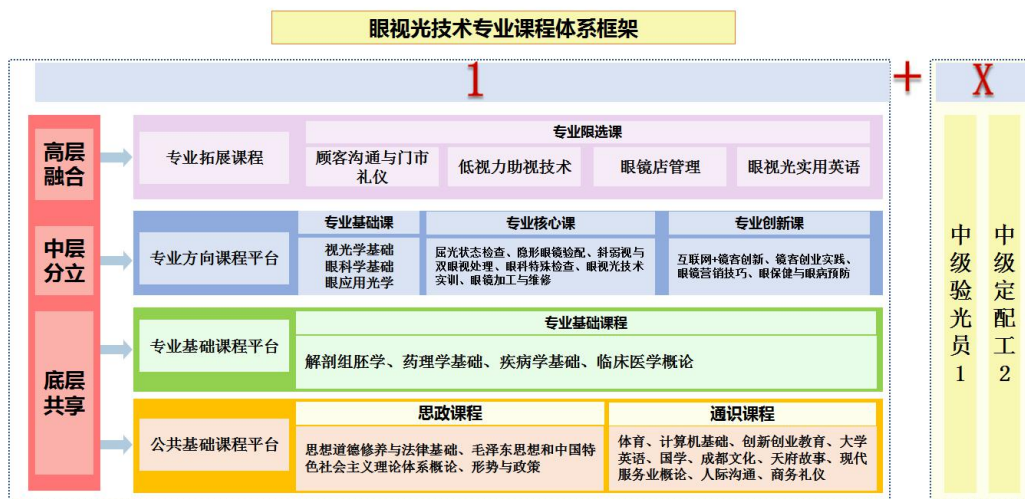 眼视光技术专业课程体系框架
1
+
X
高层
融合
专业拓展课程
专业限选课
顾客沟通与门市
礼仪
低视力助视技术
眼镜店管理
眼视光实用英语
中层
分立
专业方向课程平台
专业基础课
视光学基础
眼科学基础
眼应用光学
专业核心课
屈光状态检查、隐形眼镜验配、斜弱视与
双眼视处理、眼科特殊检查、眼视光技术
实训、眼镜加工与维修
专业创新课
互联网+镜客创新、镜客创业实践、
眼镜营销技巧、眼保健与眼病预防
底层
共享
专业基础课程平台
专业基础课程
解剖组胚学、药理学基础、疾病学基础、临床医学概论
公共基础课程平台
思政课程
思想道德修养与法律基础、毛泽东思想和中国特
色社会主义理论体系概论、形势与政策
通识课程
体育、计算机基础、创新创业教育、大学
英语、国学、成都文化、天府故事、现代
服务业概论、人际沟通、商务礼仪
中级验光员1
中级定配工2